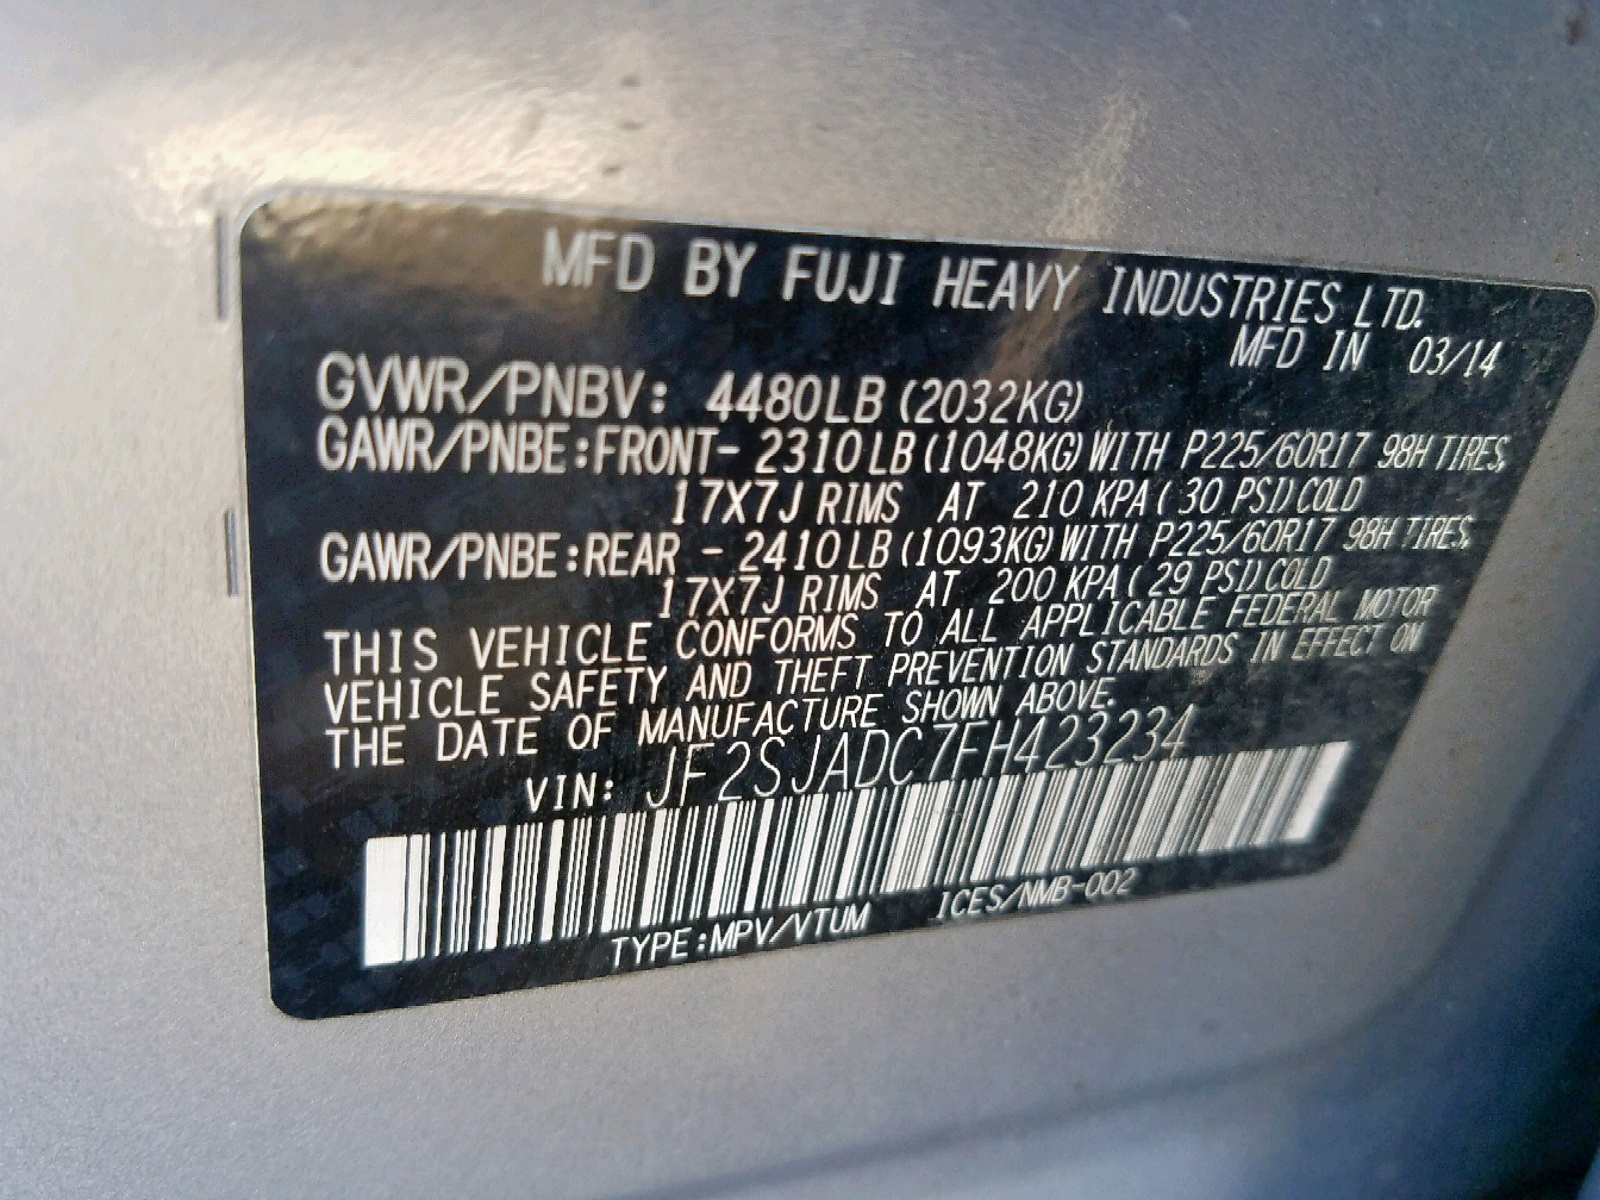 MFD BY FUJI HEAVY INDUSTRIES LTD.
MFD IN 03/14
GVWR/PNBV: 4480LB (2032KG)
GAWR/PNBE:FRONT- 2310LB (1048KG) WITH P225/60R17 98H TIRES,
17X7J RIMS AT 210 KPA ( 30 PSI) COLD
GAWR/PNBE:REAR - 2410LB (1093KG) WITH P225/60R17 98H TIRES,
17X7J RIMS AT 200 KPA ( 29 PSI) COLD
THIS VEHICLE CONFORMS TO ALL APPLICABLE FEDERAL MOTOR
VEHICLE SAFETY AND THEFT PREVENTION STANDARDS IN EFFECT ON
THE DATE OF MANUFACTURE SHOWN ABOVE.
VIN: JF2SJADC7FH423234
TYPE:MPV/VTUM ICES/NMB-002